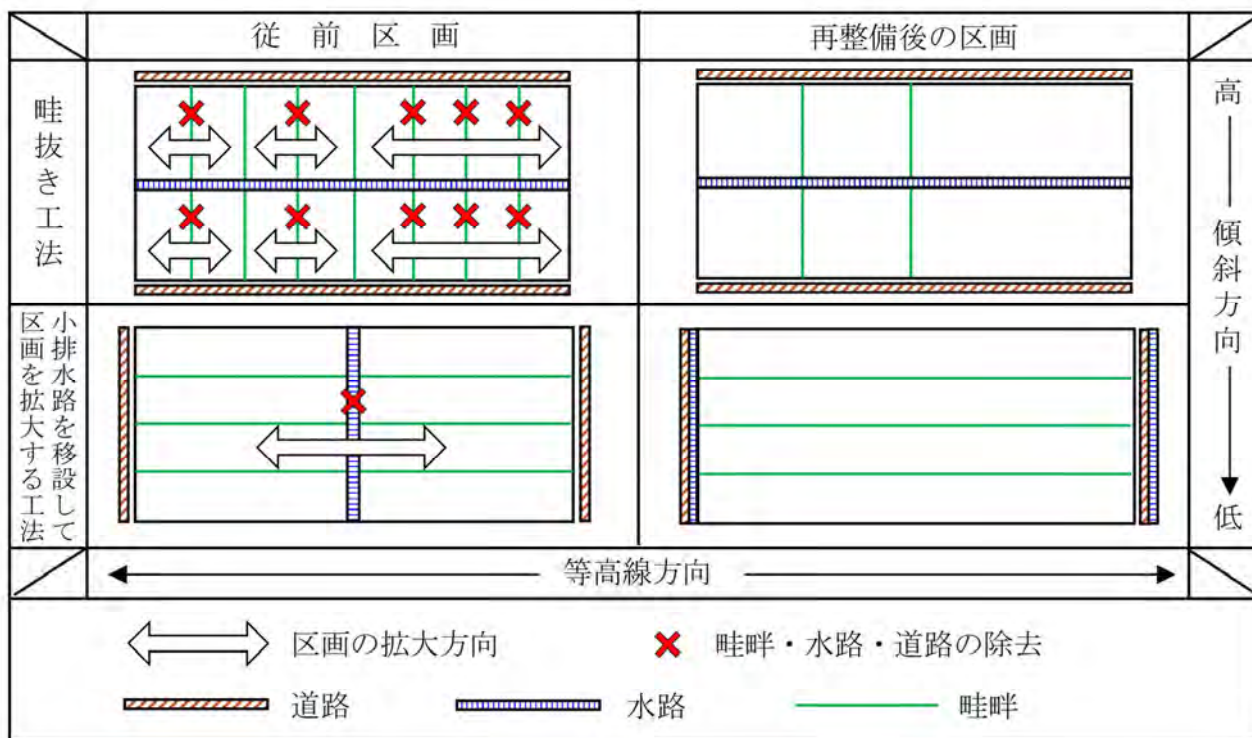 従前区画
再整備後の区画
畦抜き工法
高
傾斜方向
低
小排水路を移設して
区画を拡大する工法
等高線方向
区画の拡大方向
畦畔・水路・道路の除去
道路
水路
畦畔